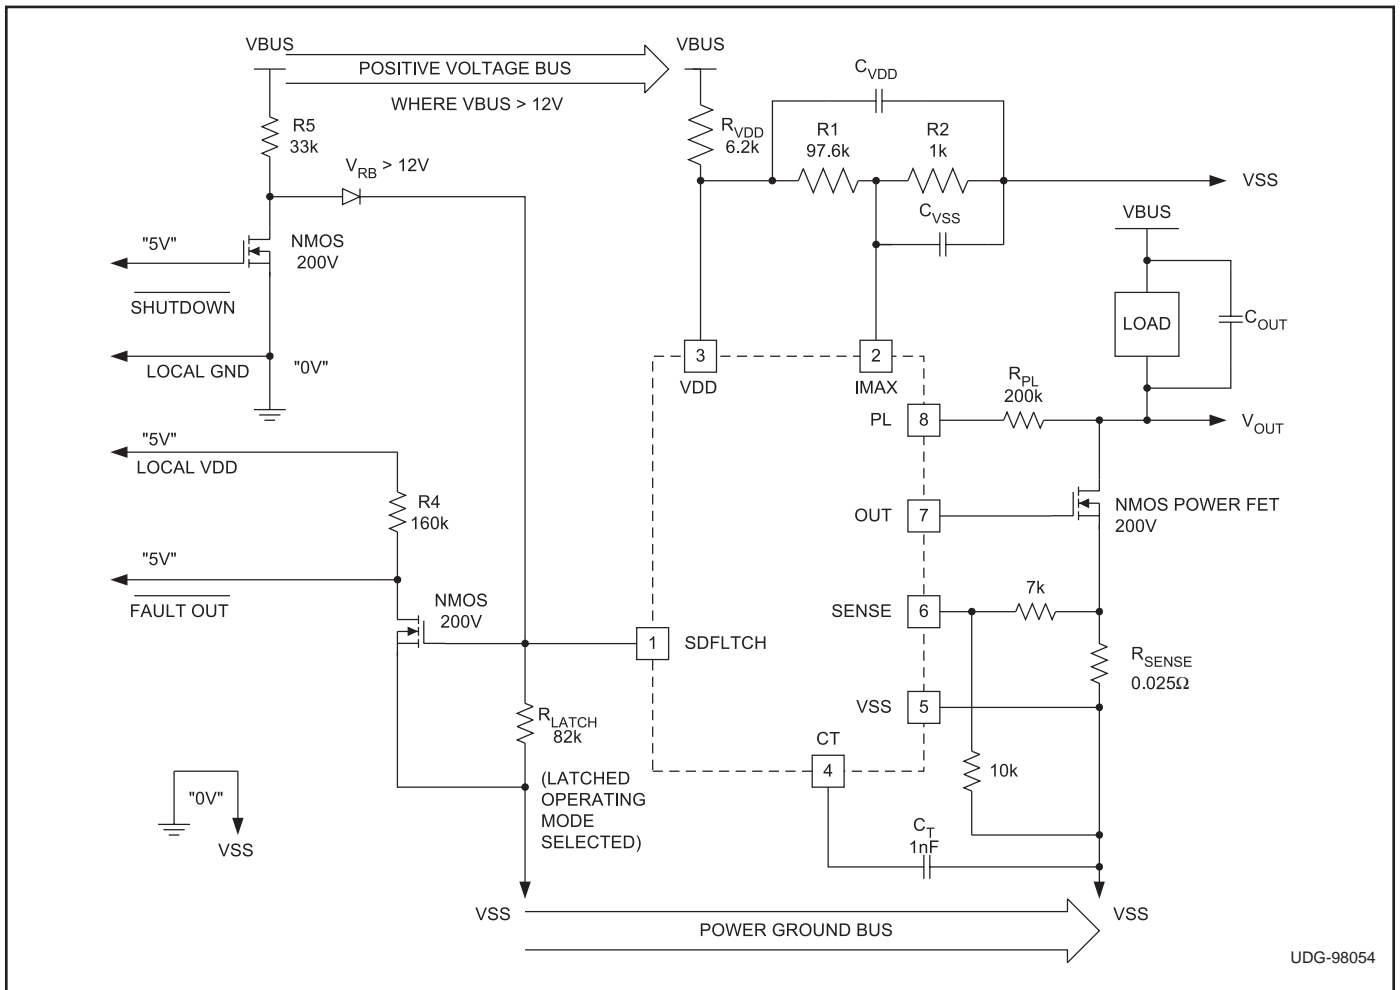 VBUS
POSITIVE VOLTAGE BUS
WHERE VBUS > 12V
VBUS
R5
33k
V_RB > 12V
R_VDD
6.2k
C_VDD
R1
97.6k
R2
1k
C_VSS
VSS
"5V"
NMOS
200V
SHUTDOWN
LOCAL GND
"0V"
VBUS
LOAD
C_OUT
3
VDD
2
IMAX
PL
8
R_PL
200k
V_OUT
"5V"
LOCAL VDD
R4
160k
OUT
7
NMOS POWER FET
200V
"5V"
FAULT OUT
NMOS
200V
1
SDFLTCH
SENSE
6
7k
R_SENSE
0.025Ω
VSS
5
R_LATCH
82k
(LATCHED
OPERATING
MODE
SELECTED)
CT
4
10k
C_T
1nF
"0V"
VSS
VSS
POWER GROUND BUS
VSS
UDG-98054